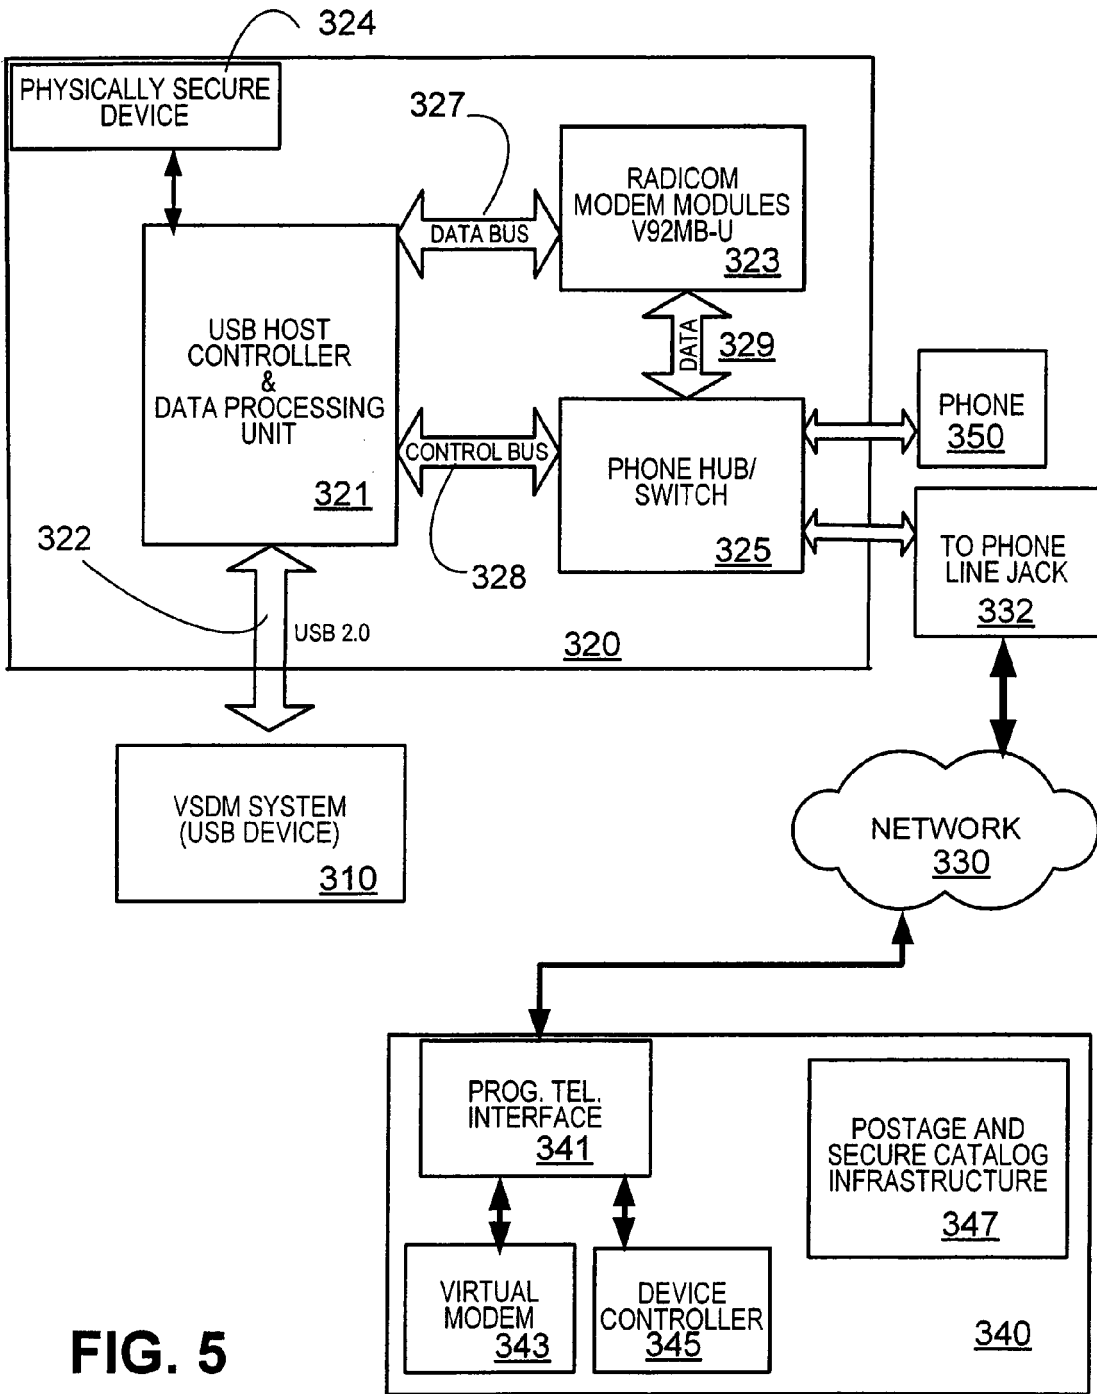 324
PHYSICALLY SECURE
DEVICE
327
RADICOM
MODEM MODULES
V92MB-U
323
DATA BUS
USB HOST
CONTROLLER
&
DATA PROCESSING
UNIT
321
DATA
329
CONTROL BUS
328
PHONE HUB/
SWITCH
325
PHONE
350
TO PHONE
LINE JACK
332
322
USB 2.0
320
VSDM SYSTEM
(USB DEVICE)
310
NETWORK
330
PROG. TEL.
INTERFACE
341
POSTAGE AND
SECURE CATALOG
INFRASTRUCTURE
347
VIRTUAL
MODEM
343
DEVICE
CONTROLLER
345
340
FIG. 5